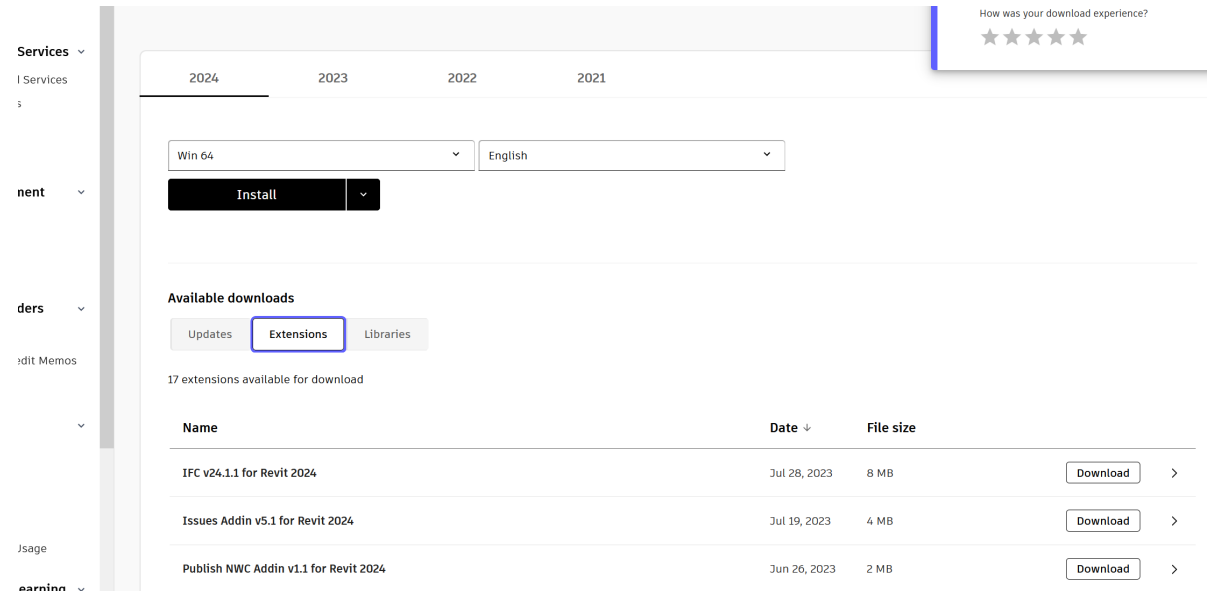 How was your download experience?
Services
Services
2024 2023 2022 2021
Win 64 English
Install
Available downloads
Updates Extensions Libraries
17 extensions available for download
Name Date File size
IFC v24.1.1 for Revit 2024 Jul 28, 2023 8 MB Download
Issues Addin v5.1 for Revit 2024 Jul 19, 2023 4 MB Download
Publish NWC Addin v1.1 for Revit 2024 Jun 26, 2023 2 MB Download
nent
ders
edit Memos
Usage
earning